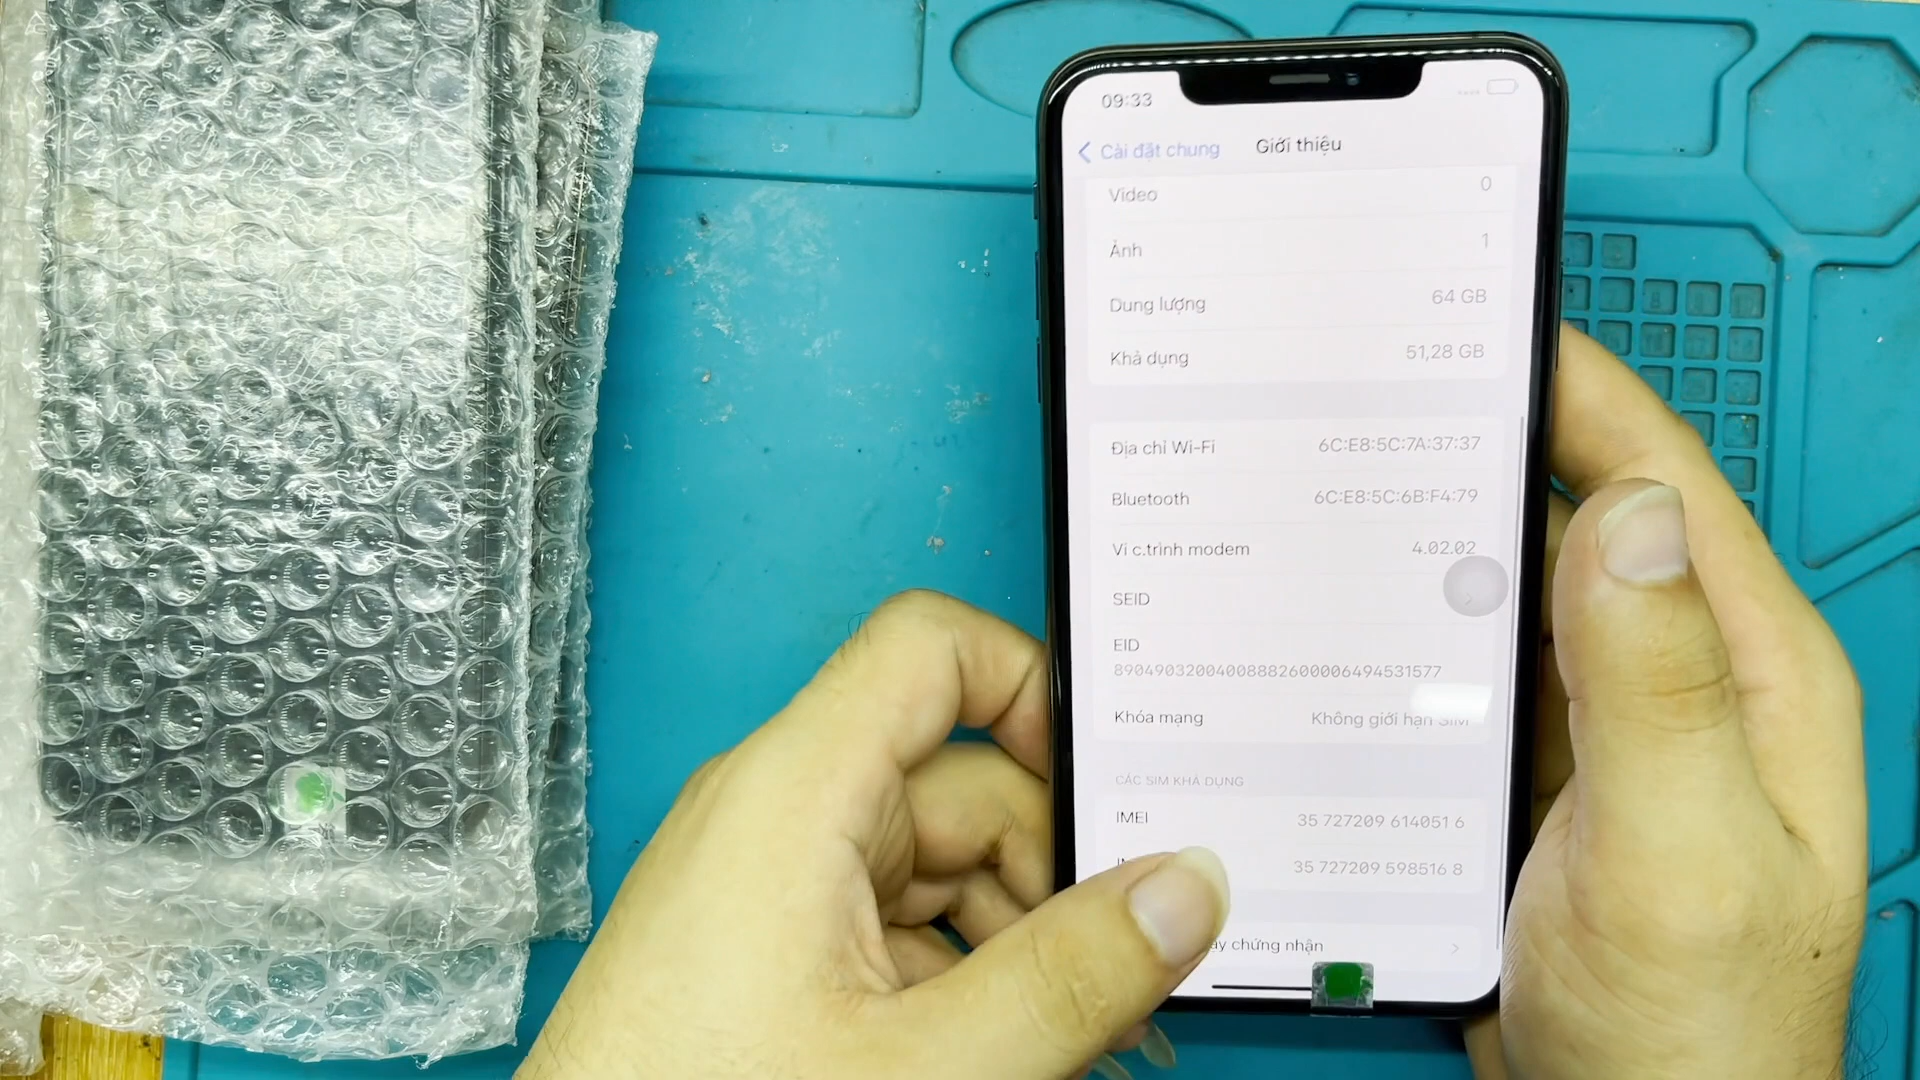 09:33
Cài đặt chung Giới thiệu
Video 0
Ảnh 1
Dung lượng 64 GB
Khả dụng 51,28 GB
Địa chỉ Wi-Fi 6C:E8:5C:7A:37:37
Bluetooth 6C:E8:5C:6B:F4:79
Vi c.trình modem 4.02.02
SEID
EID
89049032004008882600006494531577
Khóa mạng Không giới hạn SIM
CÁC SIM KHẢ DỤNG
IMEI 35 727209 614051 6
35 727209 598516 8
chứng nhận